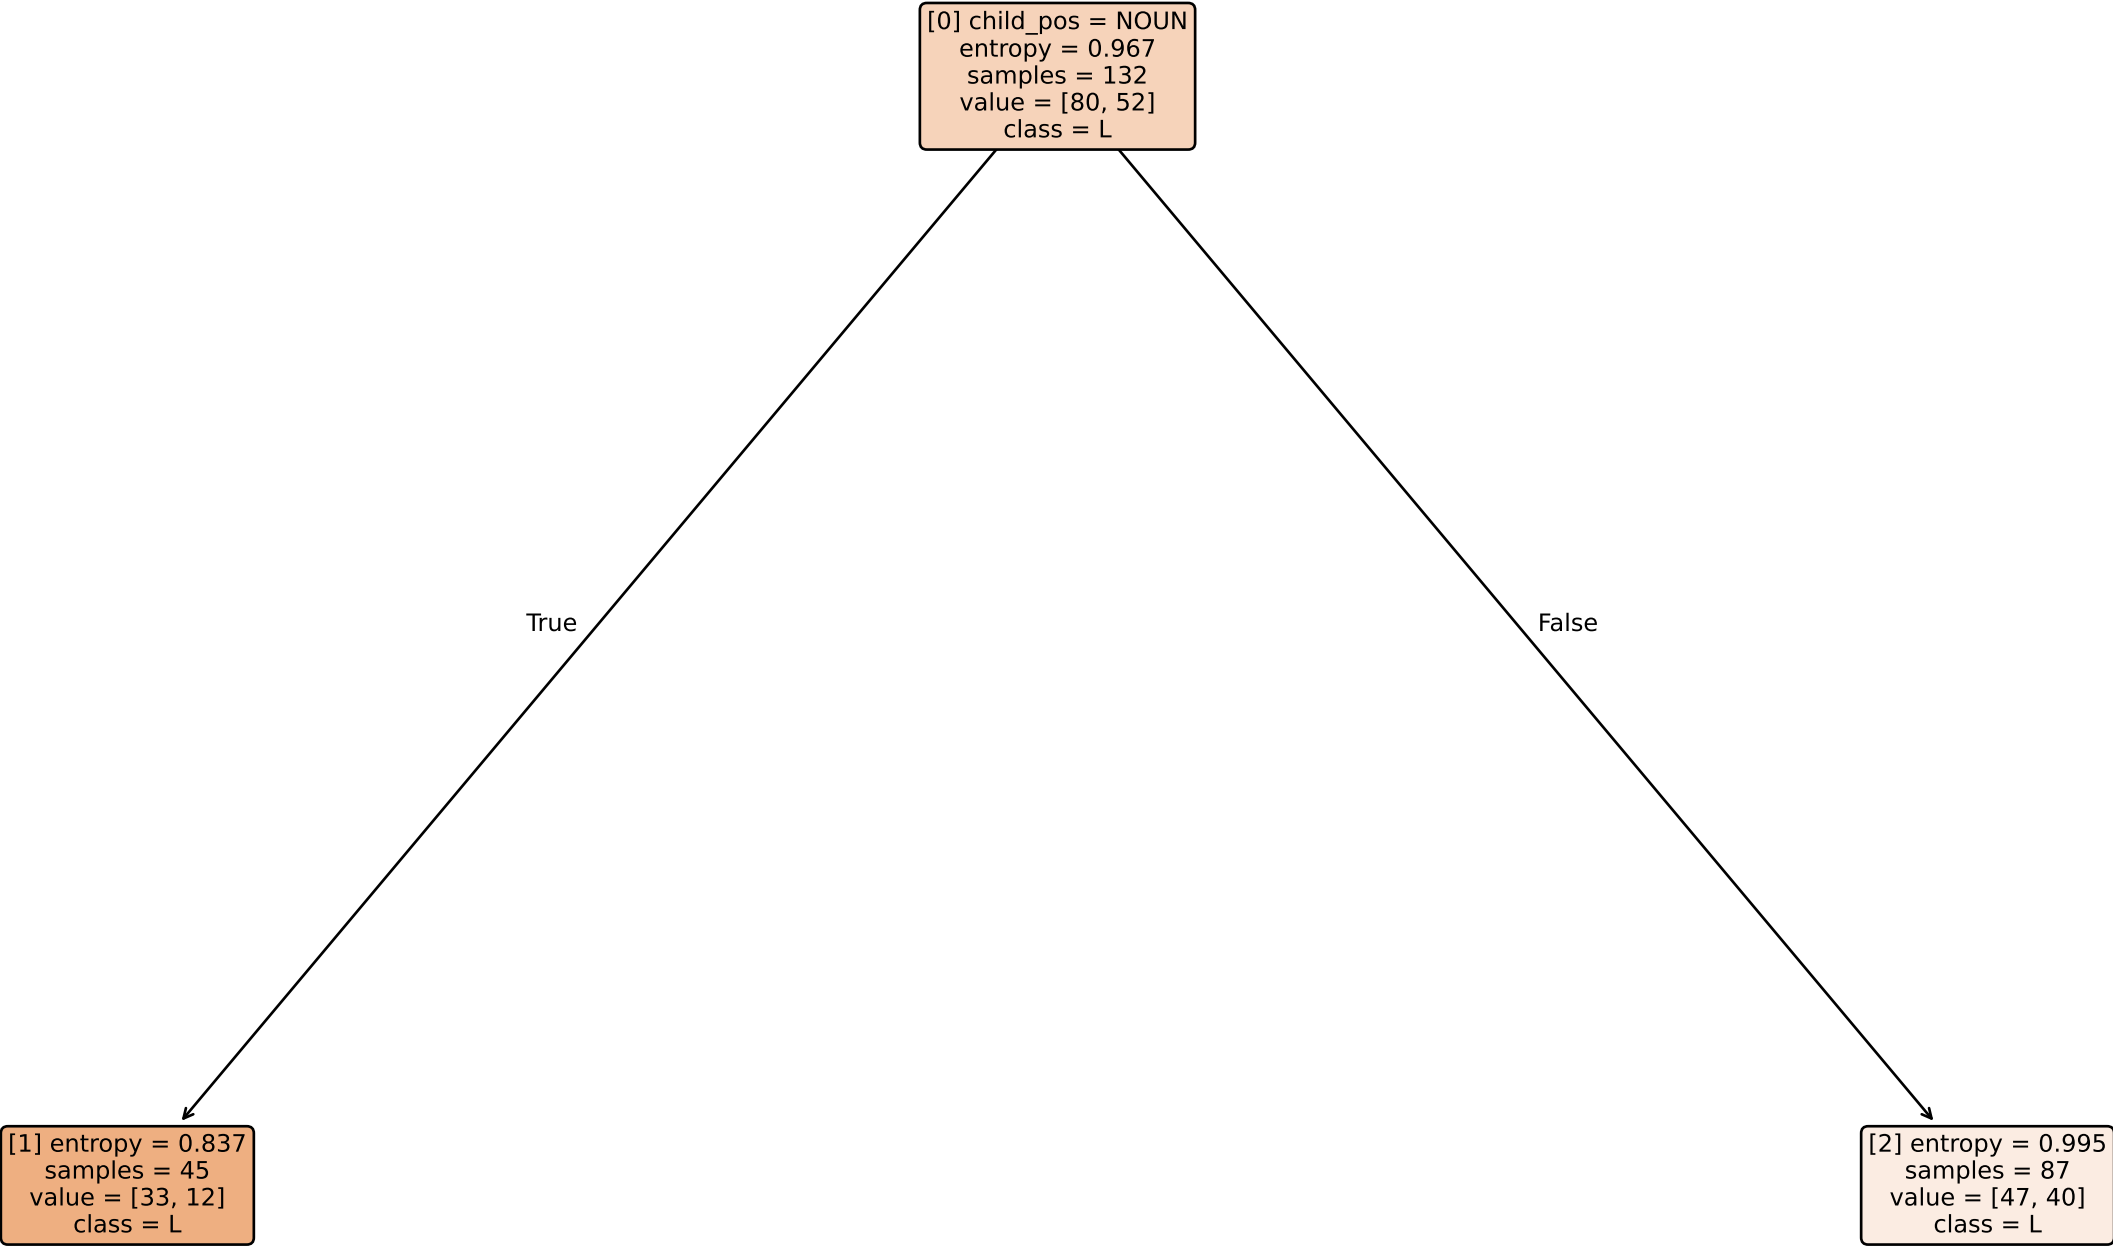 [0] child_pos = NOUN
entropy = 0.967
samples = 132
value = [80, 52]
class = L
True
False
[1] entropy = 0.837
samples = 45
value = [33, 12]
class = L
[2] entropy = 0.995
samples = 87
value = [47, 40]
class = L